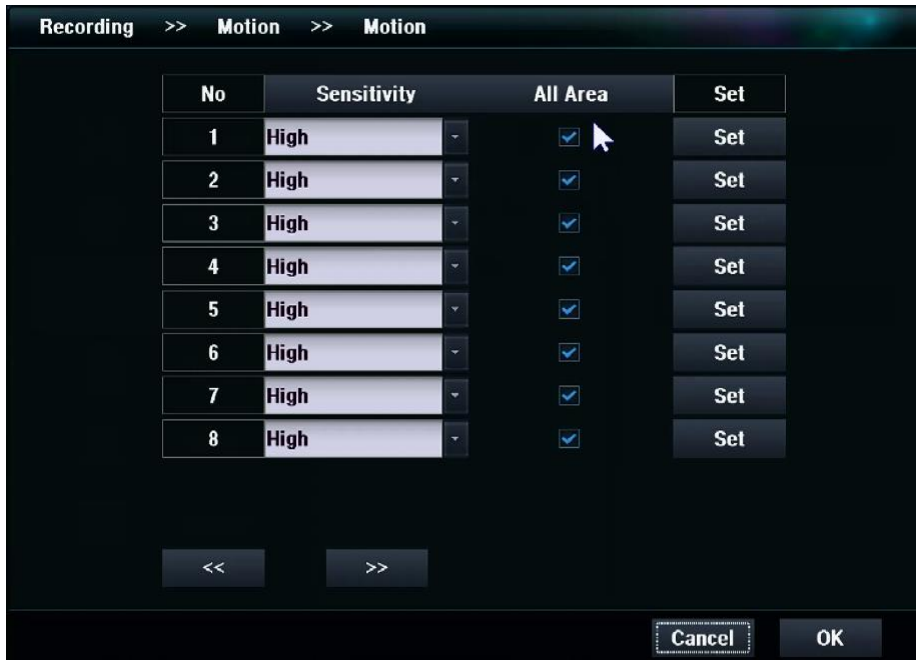 Recording >> Motion >> Motion
No Sensitivity All Area Set
1 High Set
2 High Set
3 High Set
4 High Set
5 High Set
6 High Set
7 High Set
8 High Set
<< >>
Cancel OK